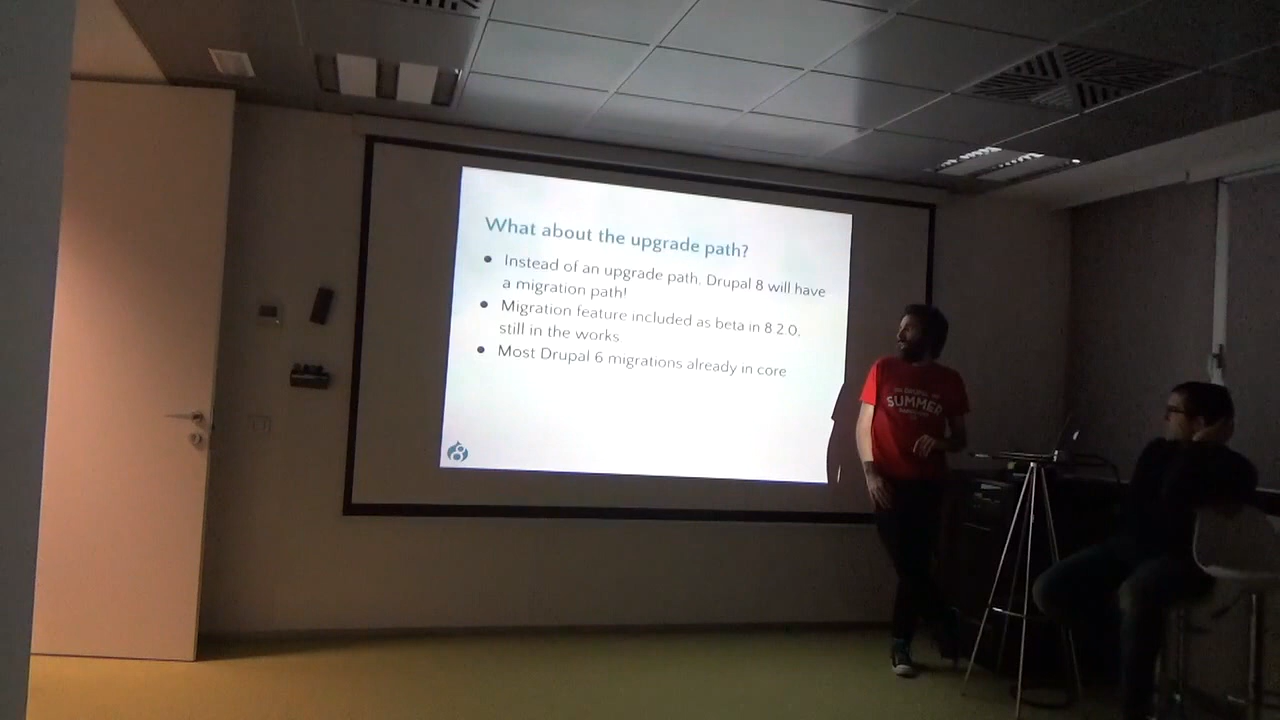 What about the upgrade path?
Instead of an upgrade path, Drupal 8 will have
a migration path!
Migration feature included as beta in 8.2.0,
still in the works
Most Drupal 6 migrations already in core
SUMMER